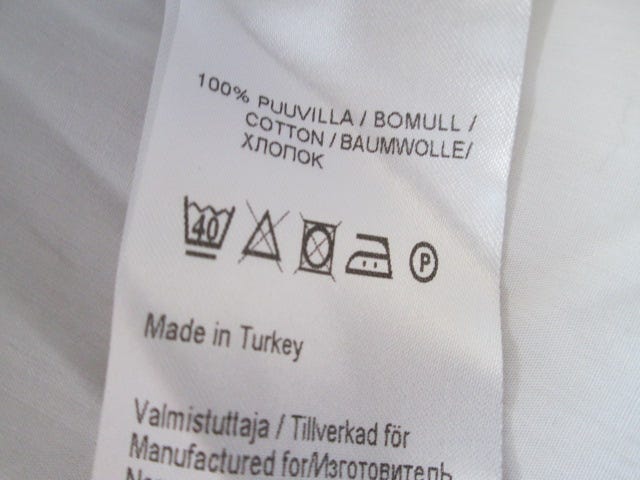 100% PUUVILLA / BOMULL /
COTTON / BAUMWOLLE/
ХЛОПОК
40
P
Made in Turkey
Valmistuttaja / Tillverkad för
Manufactured for/Изготовитель